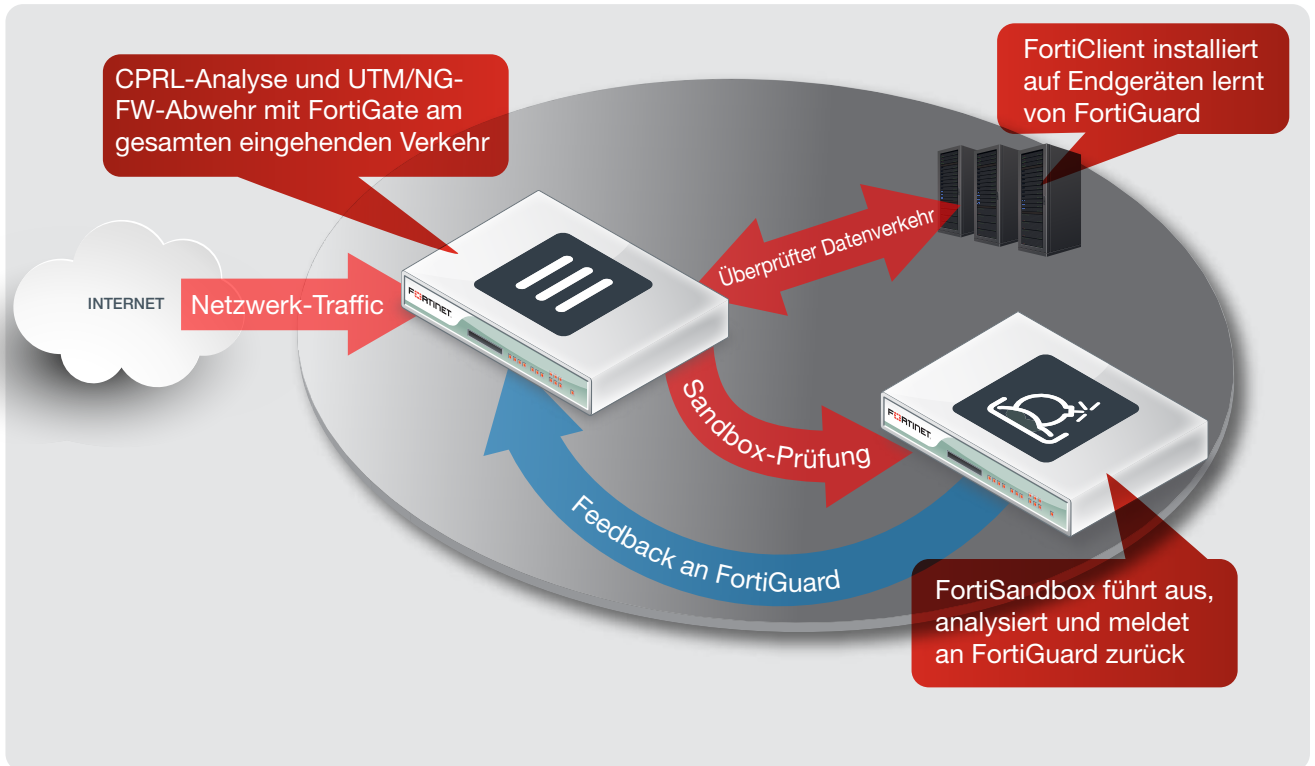 CPRL-Analyse und UTM/NG-
FW-Abwehr mit FortiGate am
gesamten eingehenden Verkehr
FortiClient installiert
auf Endgeräten lernt
von FortiGuard
INTERNET
Netzwerk-Traffic
FORTINET
Überprüfter Datenverkehr
Sandbox-Prüfung
FORTINET
Feedback an FortiGuard
FortiSandbox führt aus,
analysiert und meldet
an FortiGuard zurück